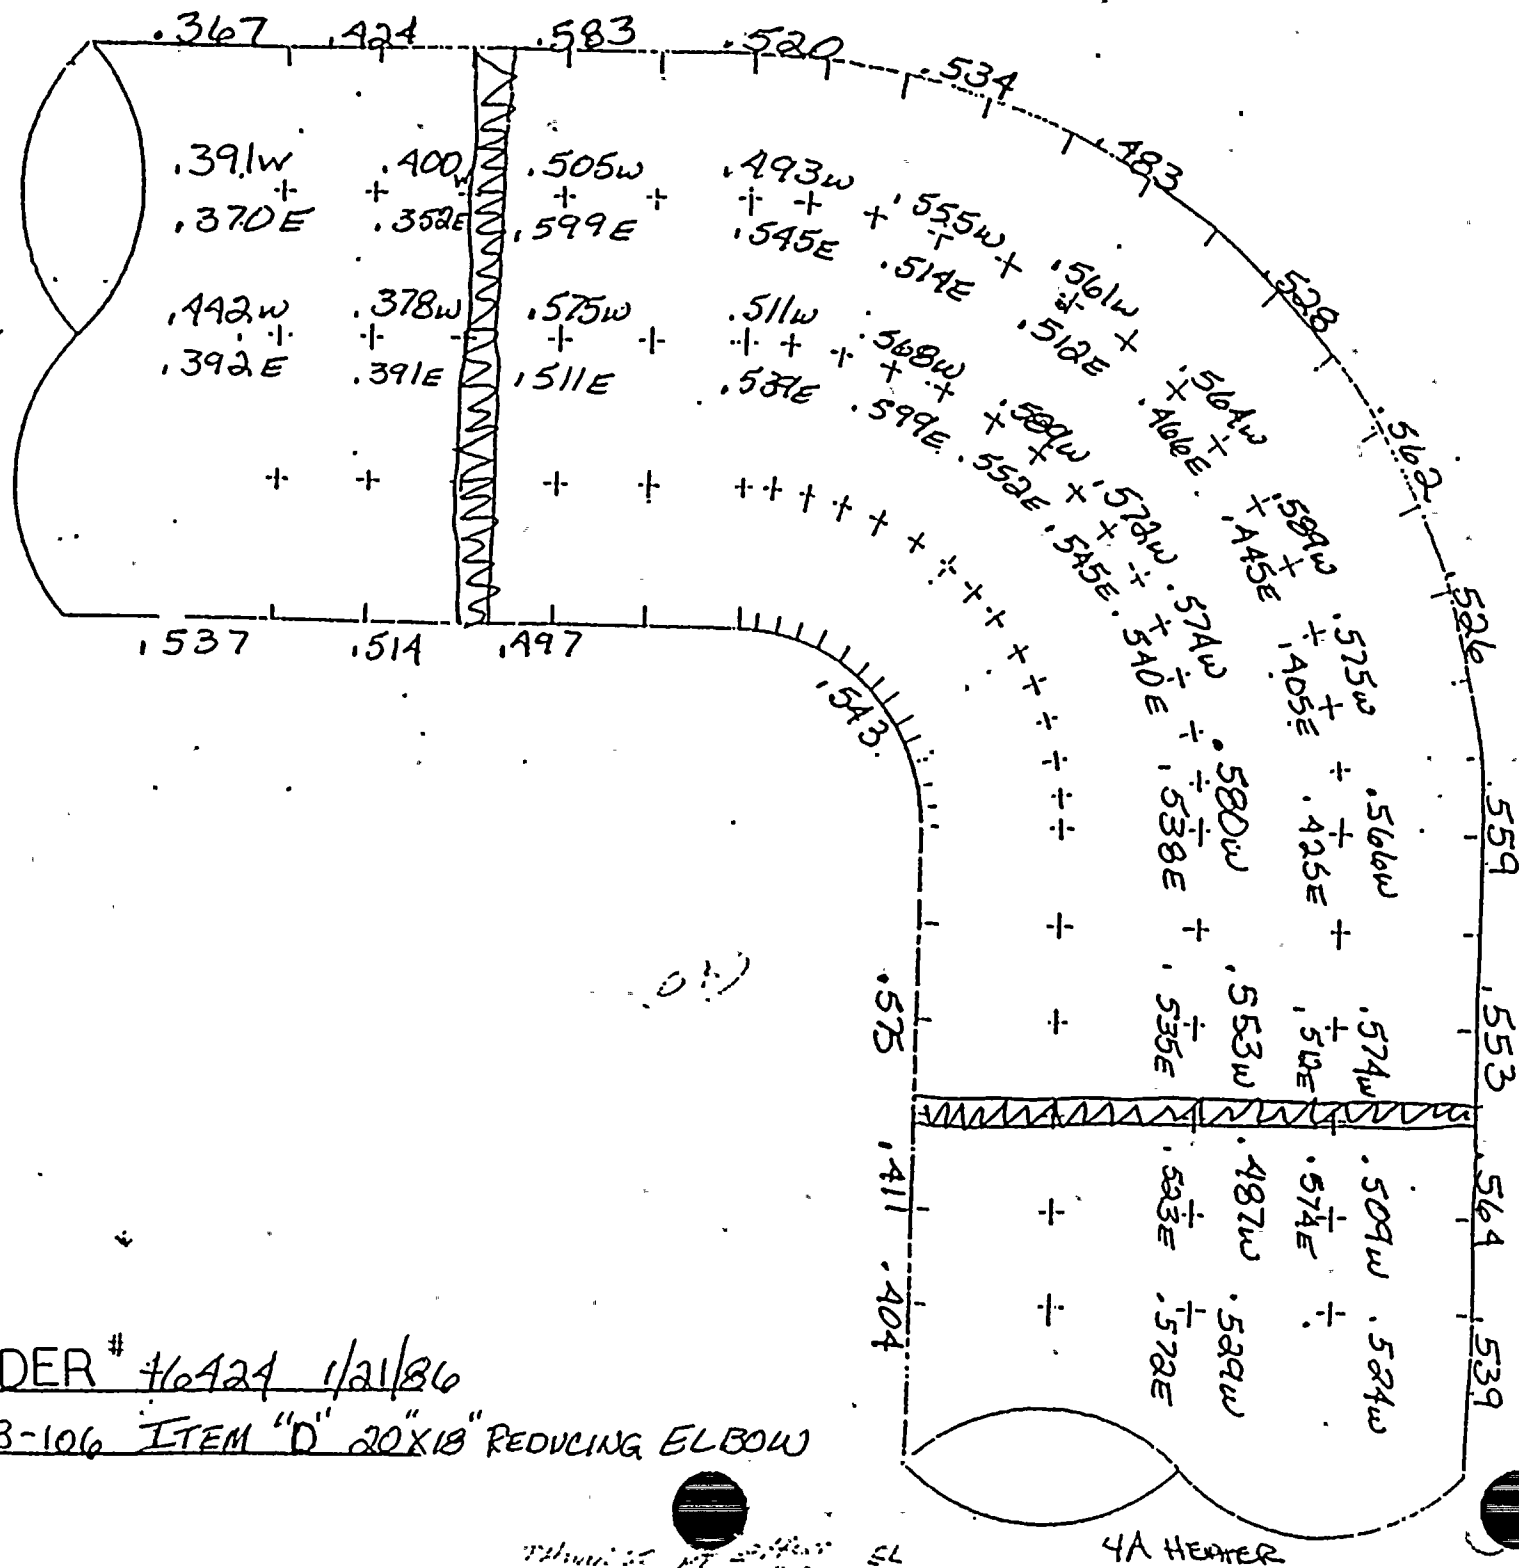 .367 .424 .583 .520 .534 .483 .528 .562 .526 .559 .553 .564 .539
.391W .400W .505W .493W .555W .561W .564W .589W .575W .566W .574W .509W .524W
.370E .352E .599E .545E .514E .512E .466E .445E .405E .425E .574E
.442W .378W .575W .511W .568W .589W .572W .574W .580W .553W .487W .529W
.392E .391E .511E .599E .552E .545E .540E .538E .535E .523E .572E
.537 .514 .497 .543 .575 .411 .404
DER # 46424 1/21/86
3-106 ITEM "D" 20"X18" REDUCING ELBOW
4A HEATER
EL